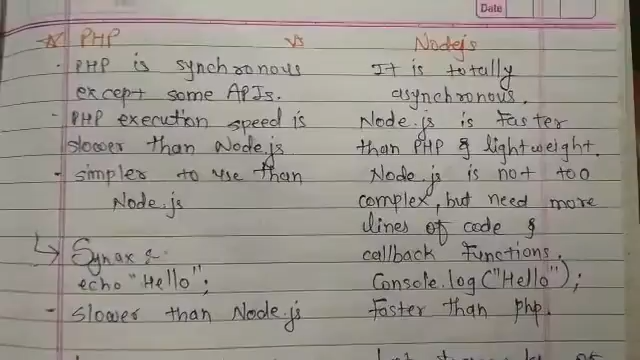 Date
☆ PHP vs Nodejs
- PHP is synchronous It is totally
except some APIs. asynchronous.
- PHP execution speed is Node.js is faster
slower than Node.js than PHP & lightweight.
- simpler to use than Node.js is not too
Node.js complex, but need more
lines of code &
↳ Synax : callback functions.
echo "Hello"; Console.log("Hello");
- slower than Node.js faster than php.